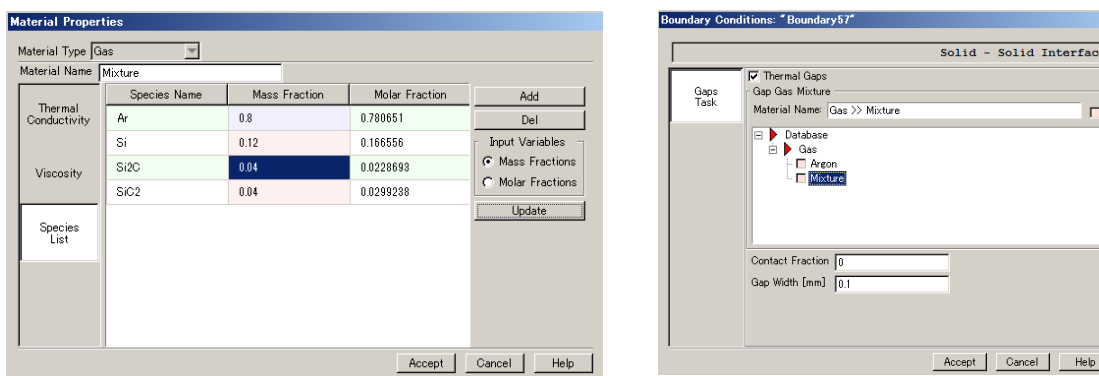 Material Properties
Material Type Gas
Material Name Mixture
Thermal Conductivity
Viscosity
Species List
Species Name Mass Fraction Molar Fraction
Ar 0.8 0.780651
Si 0.12 0.166556
Si2C 0.04 0.0228693
SiC2 0.04 0.0299238
Add
Del
Input Variables
Mass Fractions
Molar Fractions
Update
Accept Cancel Help
Boundary Conditions: "Boundary57"
Solid - Solid Interfac
Gaps Task
Thermal Gaps
Gap Gas Mixture
Material Name: Gas >> Mixture
Database
Gas
Argon
Mixture
Contact Fraction 0
Gap Width [mm] 0.1
Accept Cancel Help